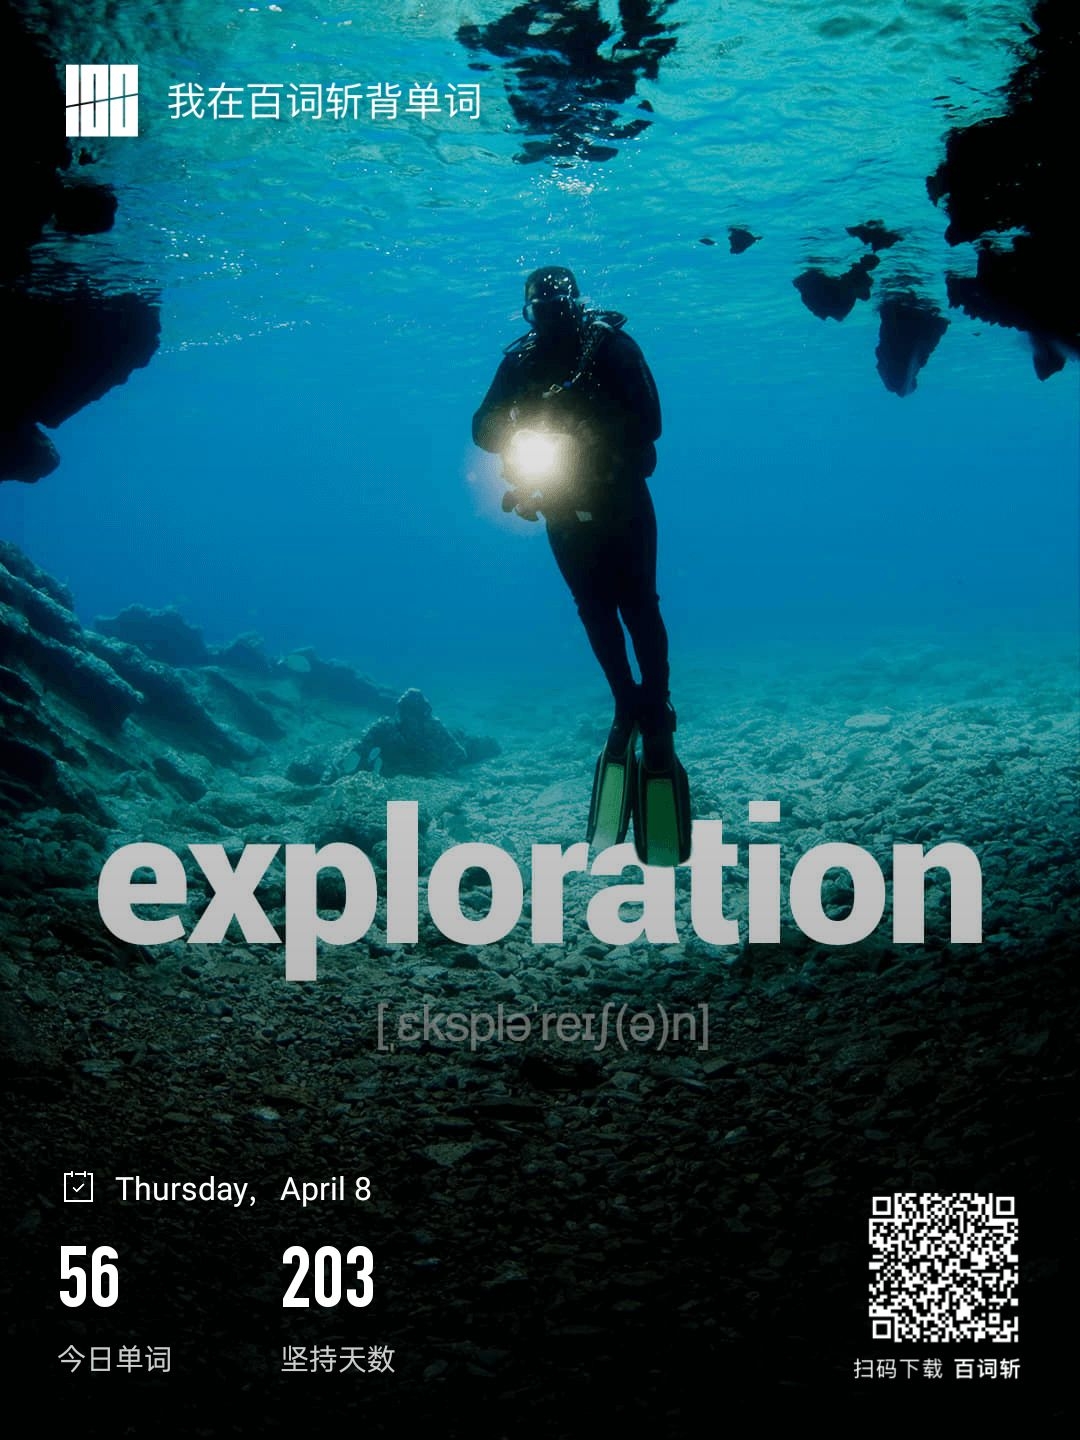 100
我在百词斩背单词
exploration
[ˌɛkspləˈreɪʃ(ə)n]
Thursday, April 8
56
203
今日单词
坚持天数
扫码下载 百词斩